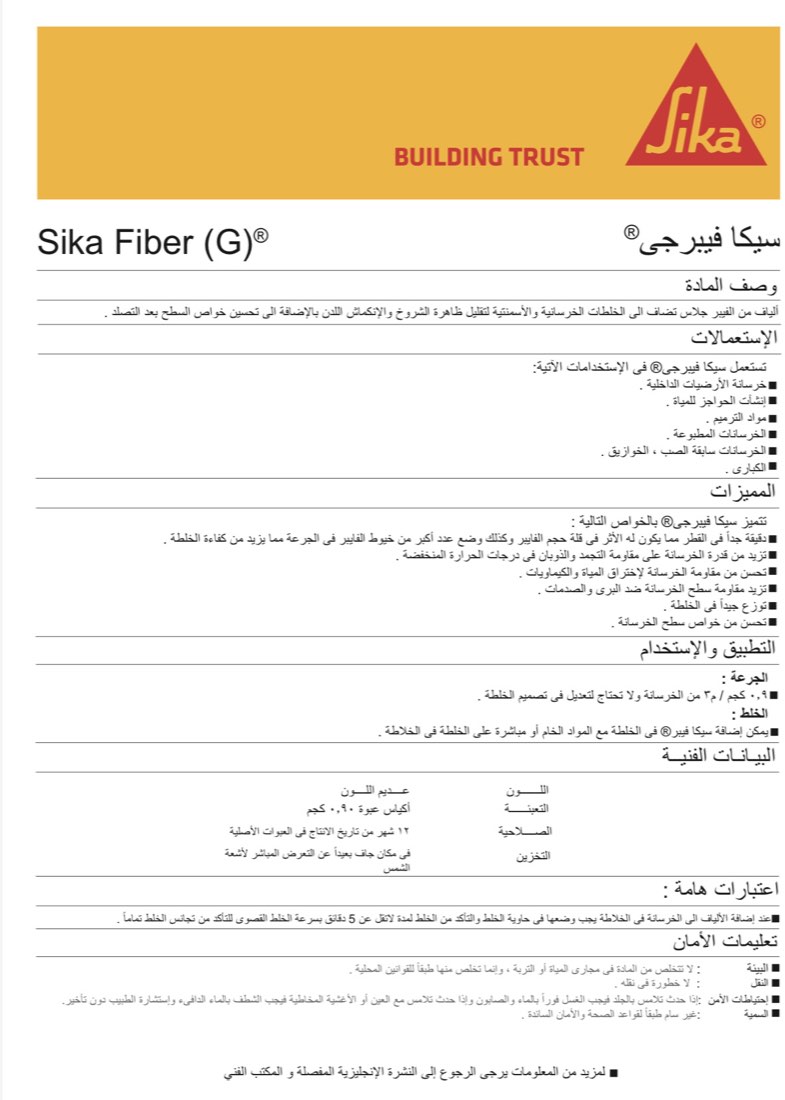 Sika®
BUILDING TRUST
Sika Fiber (G)®
سيكا فيبرجى®
وصف المادة
ألياف من الفيبر جلاس تضاف الى الخلطات الخرسانية والأسمنتية لتقليل ظاهرة الشروخ والإنكماش اللدن بالإضافة الى تحسين خواص السطح بعد التصلد .
الإستعمالات
تستعمل سيكا فيبرجى® فى الإستخدامات الآتية:
■ خرسانة الأرضيات الداخلية .
■ إنشآت الحواجز للمياة .
■ مواد الترميم .
■ الخرسانات المطبوعة .
■ الخرسانات سابقة الصب ، الخوازيق .
■ الكبارى .
المميزات
تتميز سيكا فيبرجى® بالخواص التالية :
■ دقيقة جداً فى القطر مما يكون له الأثر فى قلة حجم الفايبر وكذلك وضع عدد أكبر من خيوط الفايبر فى الجرعة مما يزيد من كفاءة الخلطة .
■ تزيد من قدرة الخرسانة على مقاومة التجمد والذوبان فى درجات الحرارة المنخفضة .
■ تحسن من مقاومة الخرسانة لإختراق المياة والكيماويات .
■ تزيد مقاومة سطح الخرسانة ضد البرى والصدمات .
■ توزع جيداً فى الخلطة .
■ تحسن من خواص سطح الخرسانة .
التطبيق والإستخدام
الجرعة :
■ ٠.٩ كجم / م٣ من الخرسانة ولا تحتاج لتعديل فى تصميم الخلطة .
الخلط :
■ يمكن إضافة سيكا فيبر® فى الخلطة مع المواد الخام أو مباشرة على الخلطة فى الخلاطة .
البيـانـات الفنيـــة
اللــــــون عــديم اللــــون
التعبئــــــة أكياس عبوة ٠,٩٠ كجم
الصـــــلاحية ١٢ شهر من تاريخ الانتاج فى العبوات الأصلية
التخزين فى مكان جاف بعيداً عن التعرض المباشر لأشعة
الشمس
اعتبارات هامة :
■ عند إضافة الألياف الى الخرسانة فى الخلاطة يجب وضعها فى حاوية الخلط والتأكد من الخلط لمدة لاتقل عن 5 دقائق بسرعة الخلط القصوى للتأكد من تجانس الخلط تماماً .
تعليمات الأمان
■ البيئة : لا تتخلص من المادة فى مجارى المياة أو التربة ، وإنما تخلص منها طبقاً للقوانين المحلية .
■ النقل : لا خطورة فى نقله .
■ إحتياطات الأمن :إذا حدث تلامس بالجلد فيجب الغسل فوراً بالماء والصابون وإذا حدث تلامس مع العين أو الأغشية المخاطية فيجب الشطف بالماء الدافىء وإستشارة الطبيب دون تأخير.
■ السمية :غير سام طبقاً لقواعد الصحة والأمان السائدة .
■ لمزيد من المعلومات يرجى الرجوع إلى النشرة الإنجليزية المفصلة و المكتب الفني